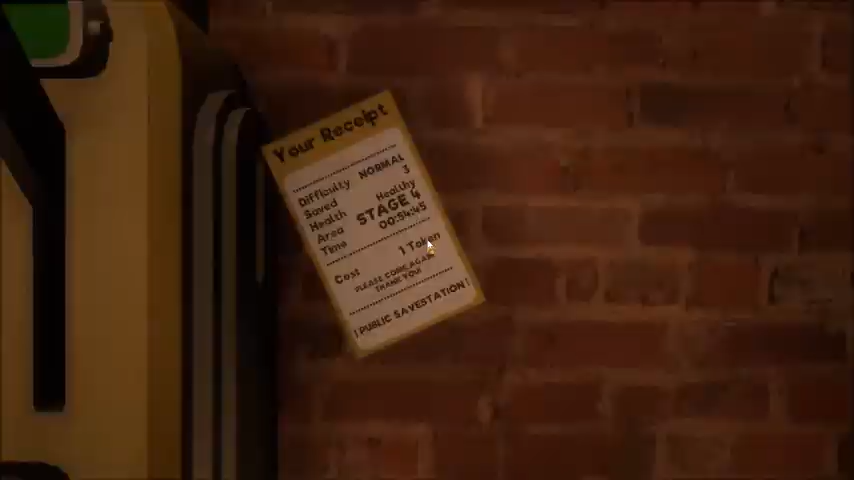 Your Receipt
Difficulty NORMAL
Saved 3
Health Healthy
Area STAGE 4
Time 00:54:45
Cost 1 Token
PLEASE COME AGAIN
THANK YOU!
! PUBLIC SAVESTATION !